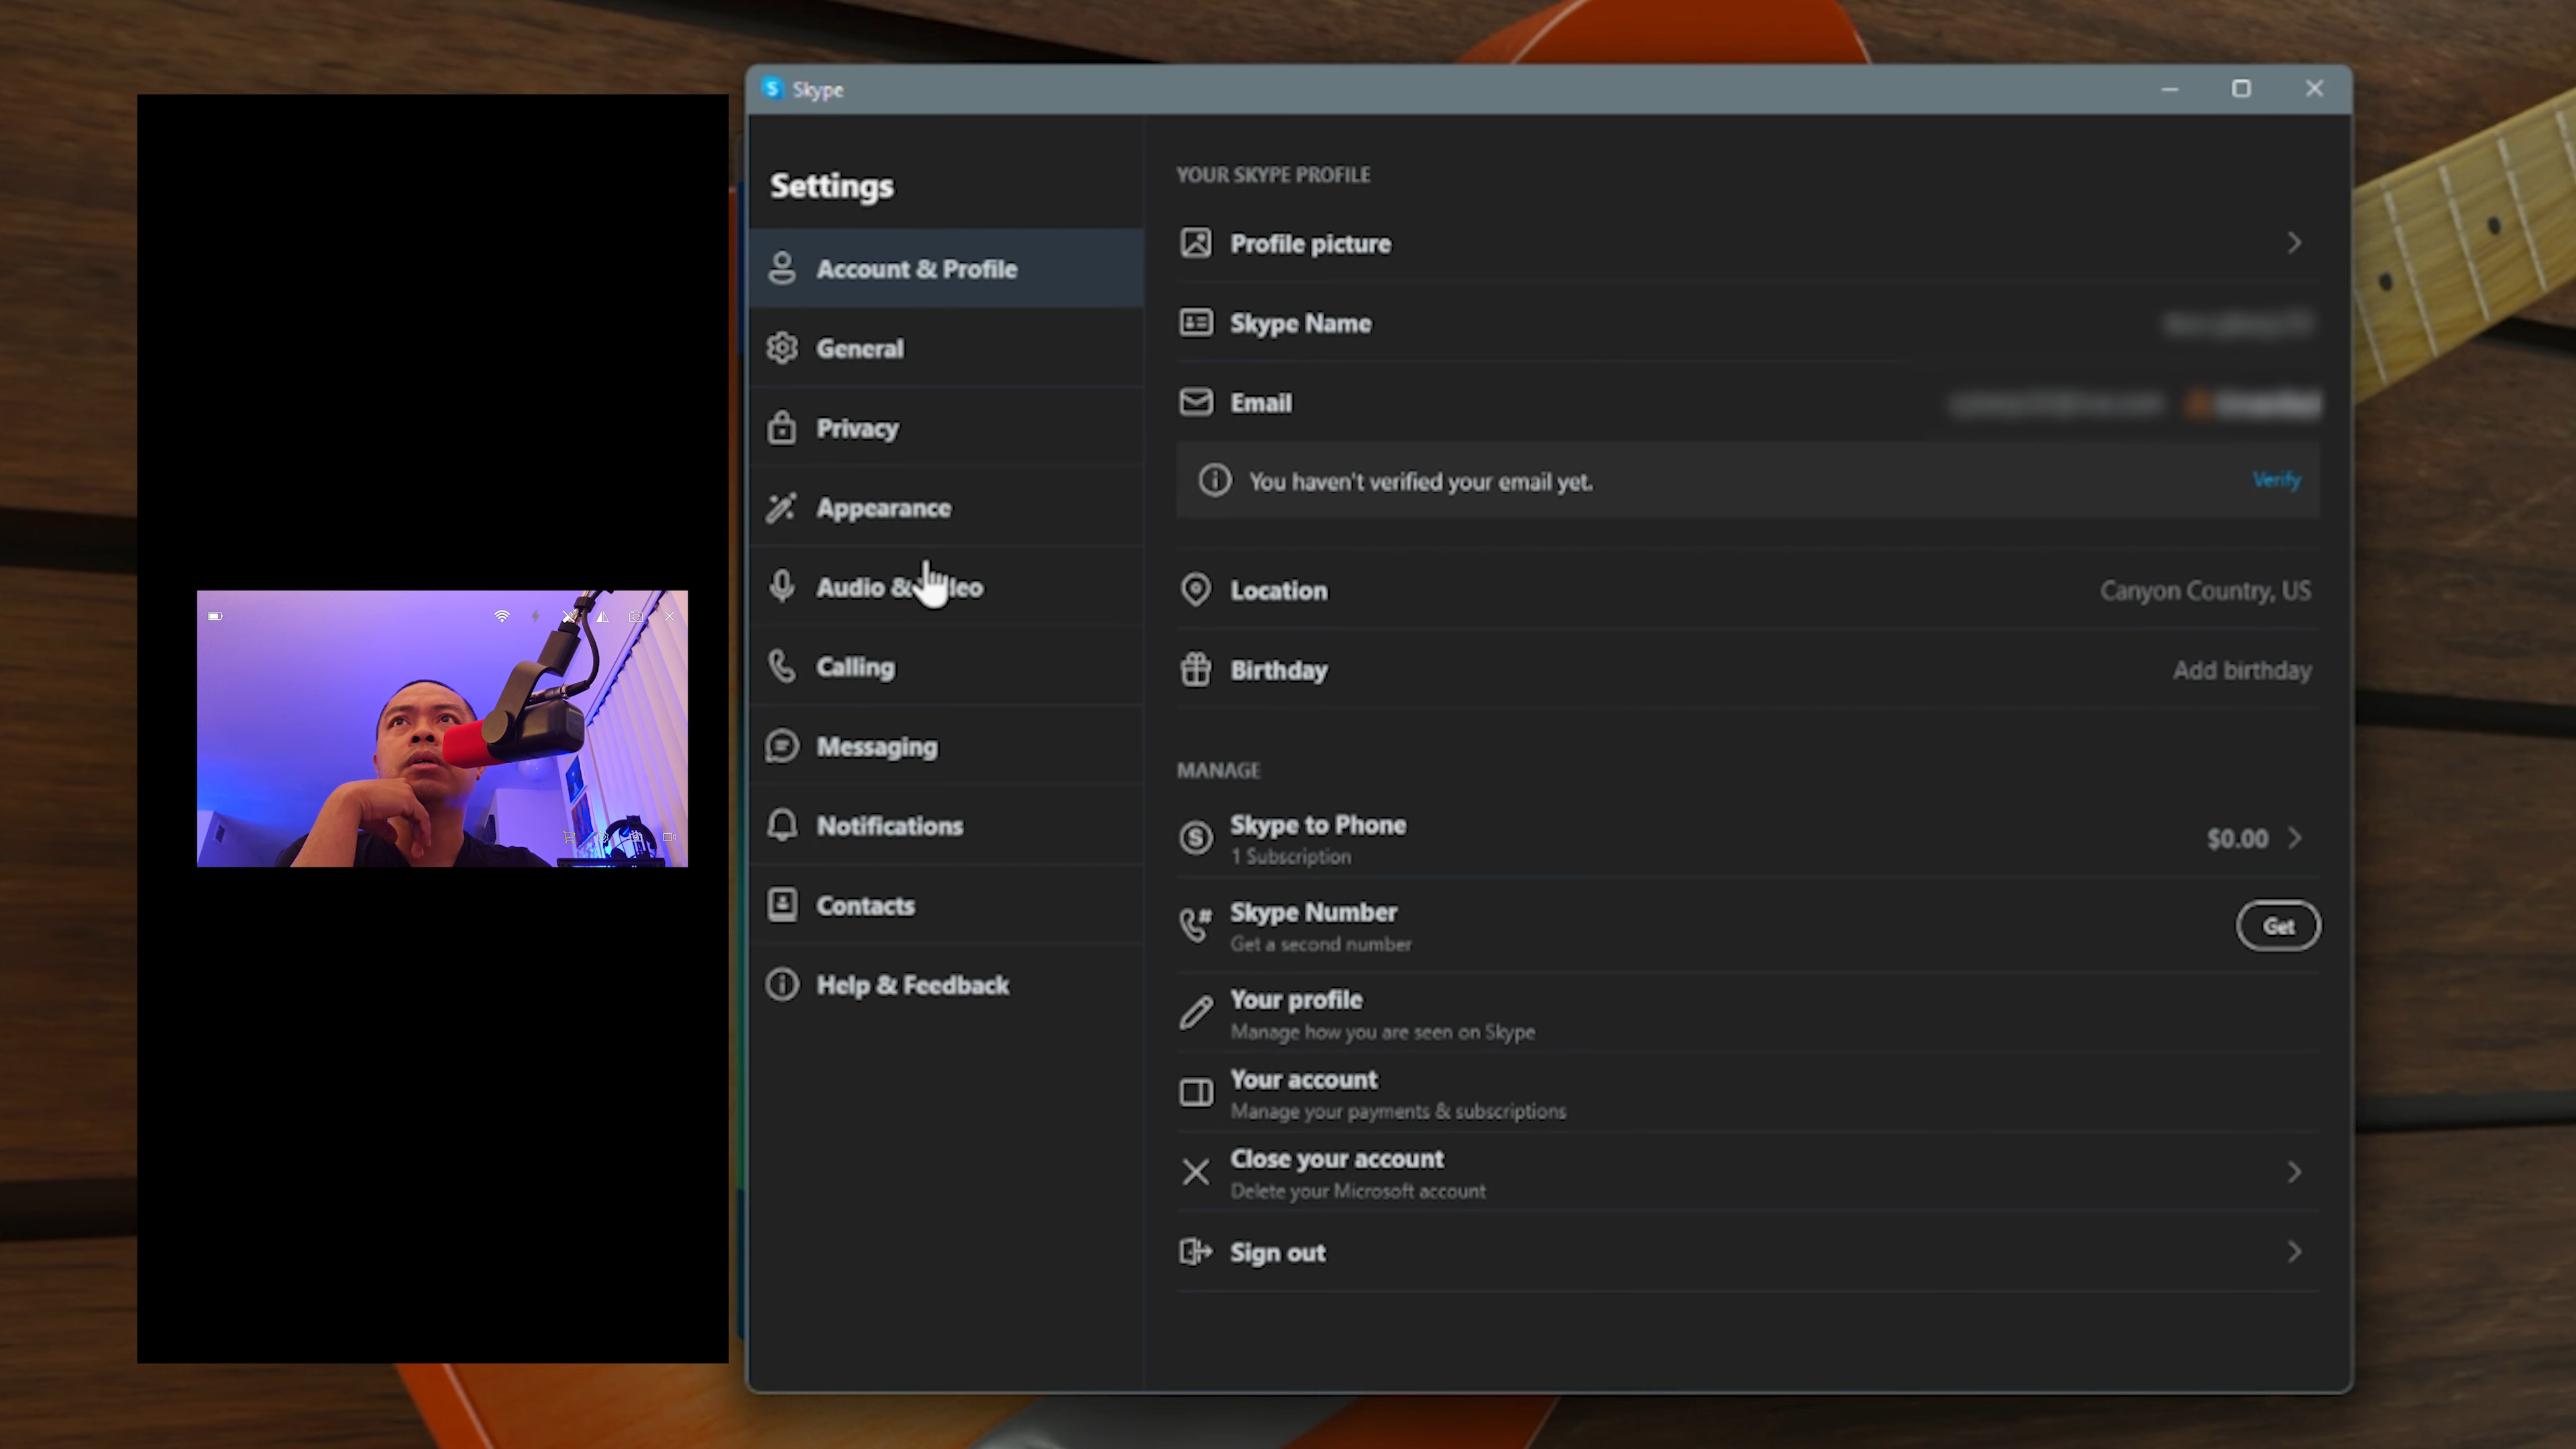 Skype
Settings
Account & Profile
General
Privacy
Appearance
Audio &
Calling
Messaging
Notifications
Contacts
Help & Feedback
YOUR SKYPE PROFILE
Profile picture
Skype Name
Email
You haven't verified your email yet.
Verify
Location
Canyon Country, US
Birthday
Add birthday
MANAGE
Skype to Phone
1 Subscription
$0.00
Skype Number
Get a second number
Get
Your profile
Manage how you are seen on Skype
Your account
Manage your payments & subscriptions
Close your account
Delete your Microsoft account
Sign out